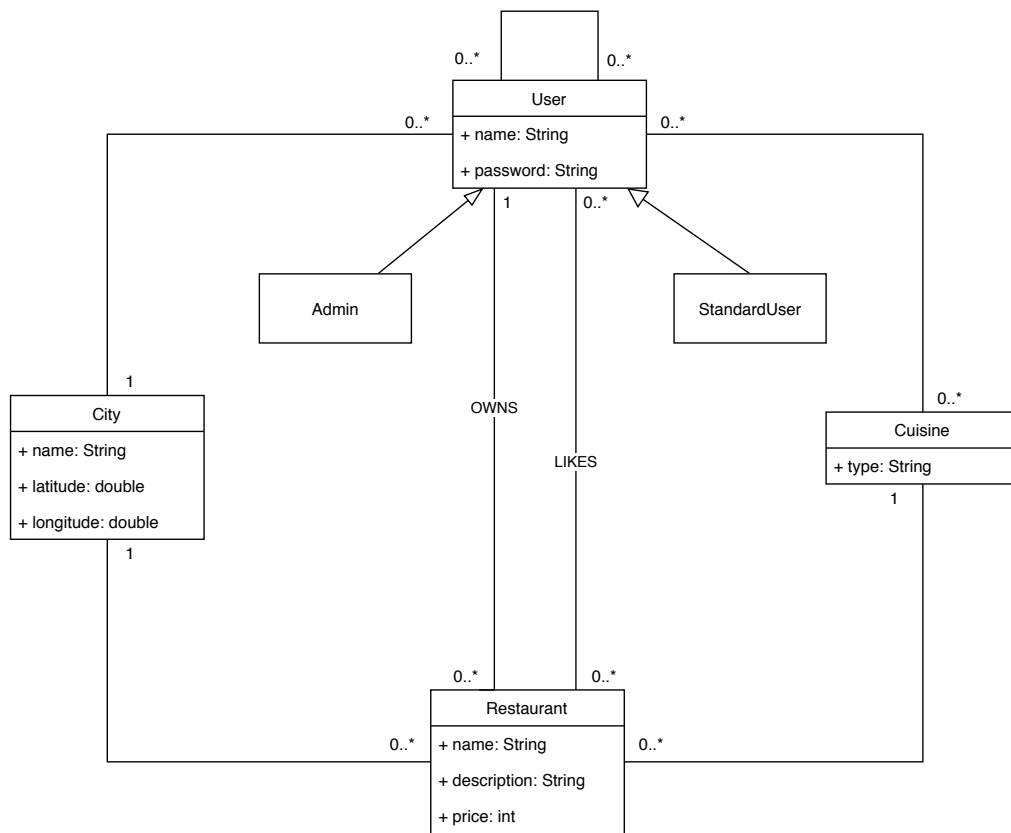 0..*
0..*
User
+ name: String
+ password: String
0..*
0..*
1
0..*
Admin
StandardUser
1
City
+ name: String
+ latitude: double
+ longitude: double
1
OWNS
LIKES
0..*
Cuisine
+ type: String
1
0..*
0..*
Restaurant
+ name: String
+ description: String
+ price: int
0..*
0..*